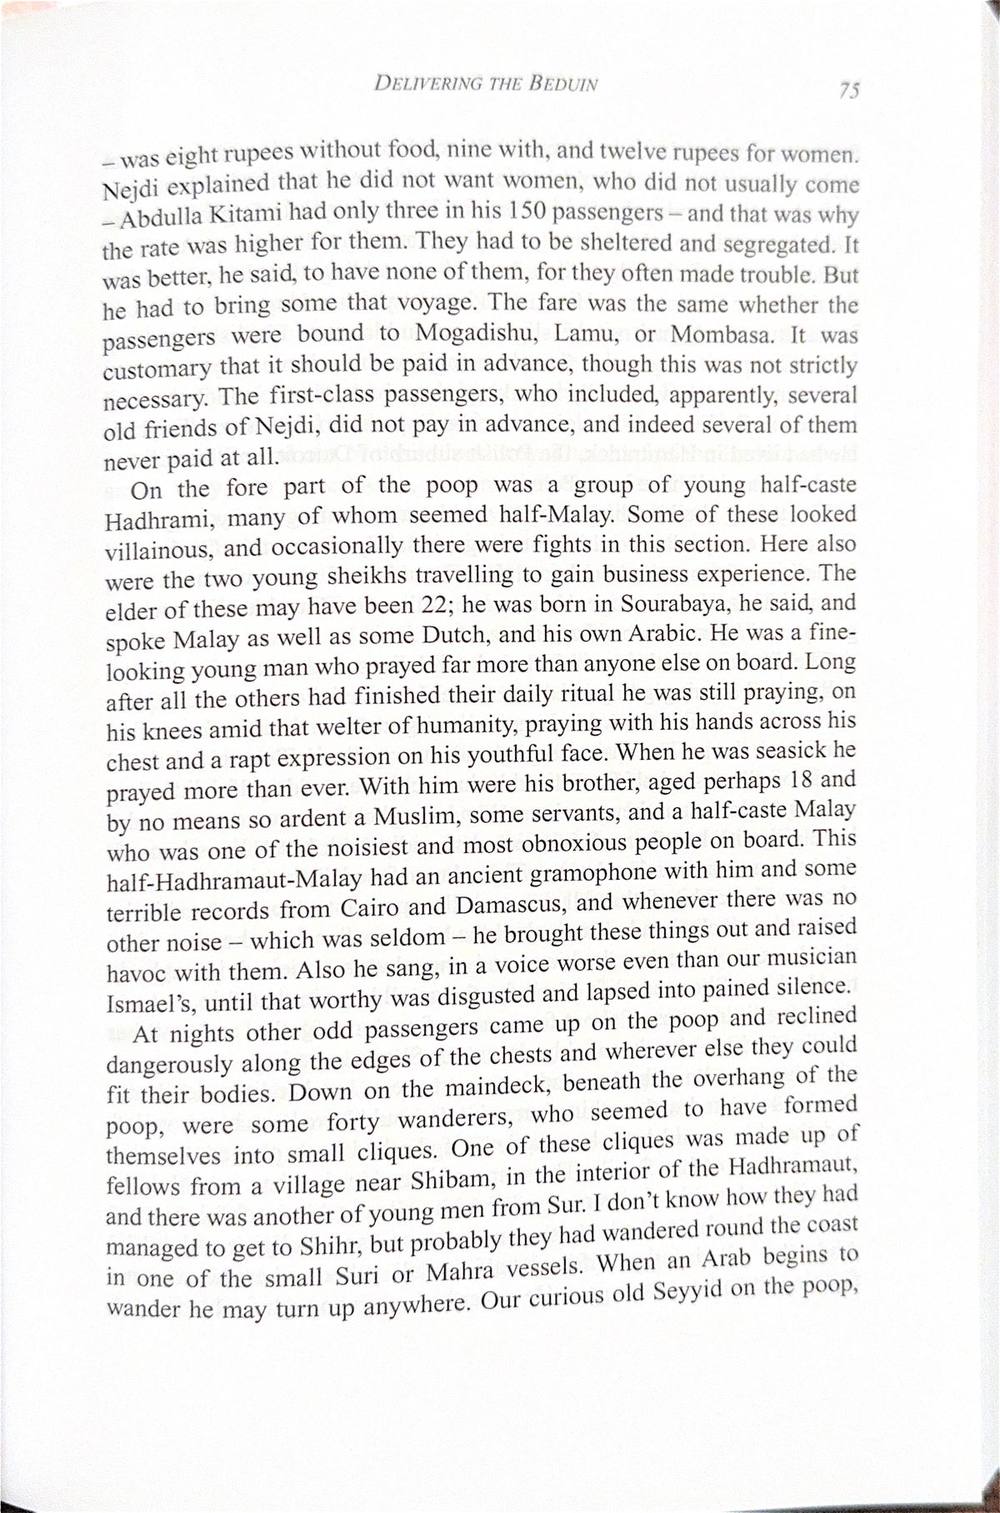 DELIVERING THE BEDUIN
75
– was eight rupees without food, nine with, and twelve rupees for women.
Nejdi explained that he did not want women, who did not usually come
– Abdulla Kitami had only three in his 150 passengers – and that was why
the rate was higher for them. They had to be sheltered and segregated. It
was better, he said, to have none of them, for they often made trouble. But
he had to bring some that voyage. The fare was the same whether the
passengers were bound to Mogadishu, Lamu, or Mombasa. It was
customary that it should be paid in advance, though this was not strictly
necessary. The first-class passengers, who included, apparently, several
old friends of Nejdi, did not pay in advance, and indeed several of them
never paid at all.
On the fore part of the poop was a group of young half-caste
Hadhrami, many of whom seemed half-Malay. Some of these looked
villainous, and occasionally there were fights in this section. Here also
were the two young sheikhs travelling to gain business experience. The
elder of these may have been 22; he was born in Sourabaya, he said, and
spoke Malay as well as some Dutch, and his own Arabic. He was a fine-
looking young man who prayed far more than anyone else on board. Long
after all the others had finished their daily ritual he was still praying, on
his knees amid that welter of humanity, praying with his hands across his
chest and a rapt expression on his youthful face. When he was seasick he
prayed more than ever. With him were his brother, aged perhaps 18 and
by no means so ardent a Muslim, some servants, and a half-caste Malay
who was one of the noisiest and most obnoxious people on board. This
half-Hadhramaut-Malay had an ancient gramophone with him and some
terrible records from Cairo and Damascus, and whenever there was no
other noise – which was seldom – he brought these things out and raised
havoc with them. Also he sang, in a voice worse even than our musician
Ismael’s, until that worthy was disgusted and lapsed into pained silence.
At nights other odd passengers came up on the poop and reclined
dangerously along the edges of the chests and wherever else they could
fit their bodies. Down on the maindeck, beneath the overhang of the
poop, were some forty wanderers, who seemed to have formed
themselves into small cliques. One of these cliques was made up of
fellows from a village near Shibam, in the interior of the Hadhramaut,
and there was another of young men from Sur. I don’t know how they had
managed to get to Shihr, but probably they had wandered round the coast
in one of the small Suri or Mahra vessels. When an Arab begins to
wander he may turn up anywhere. Our curious old Seyyid on the poop,